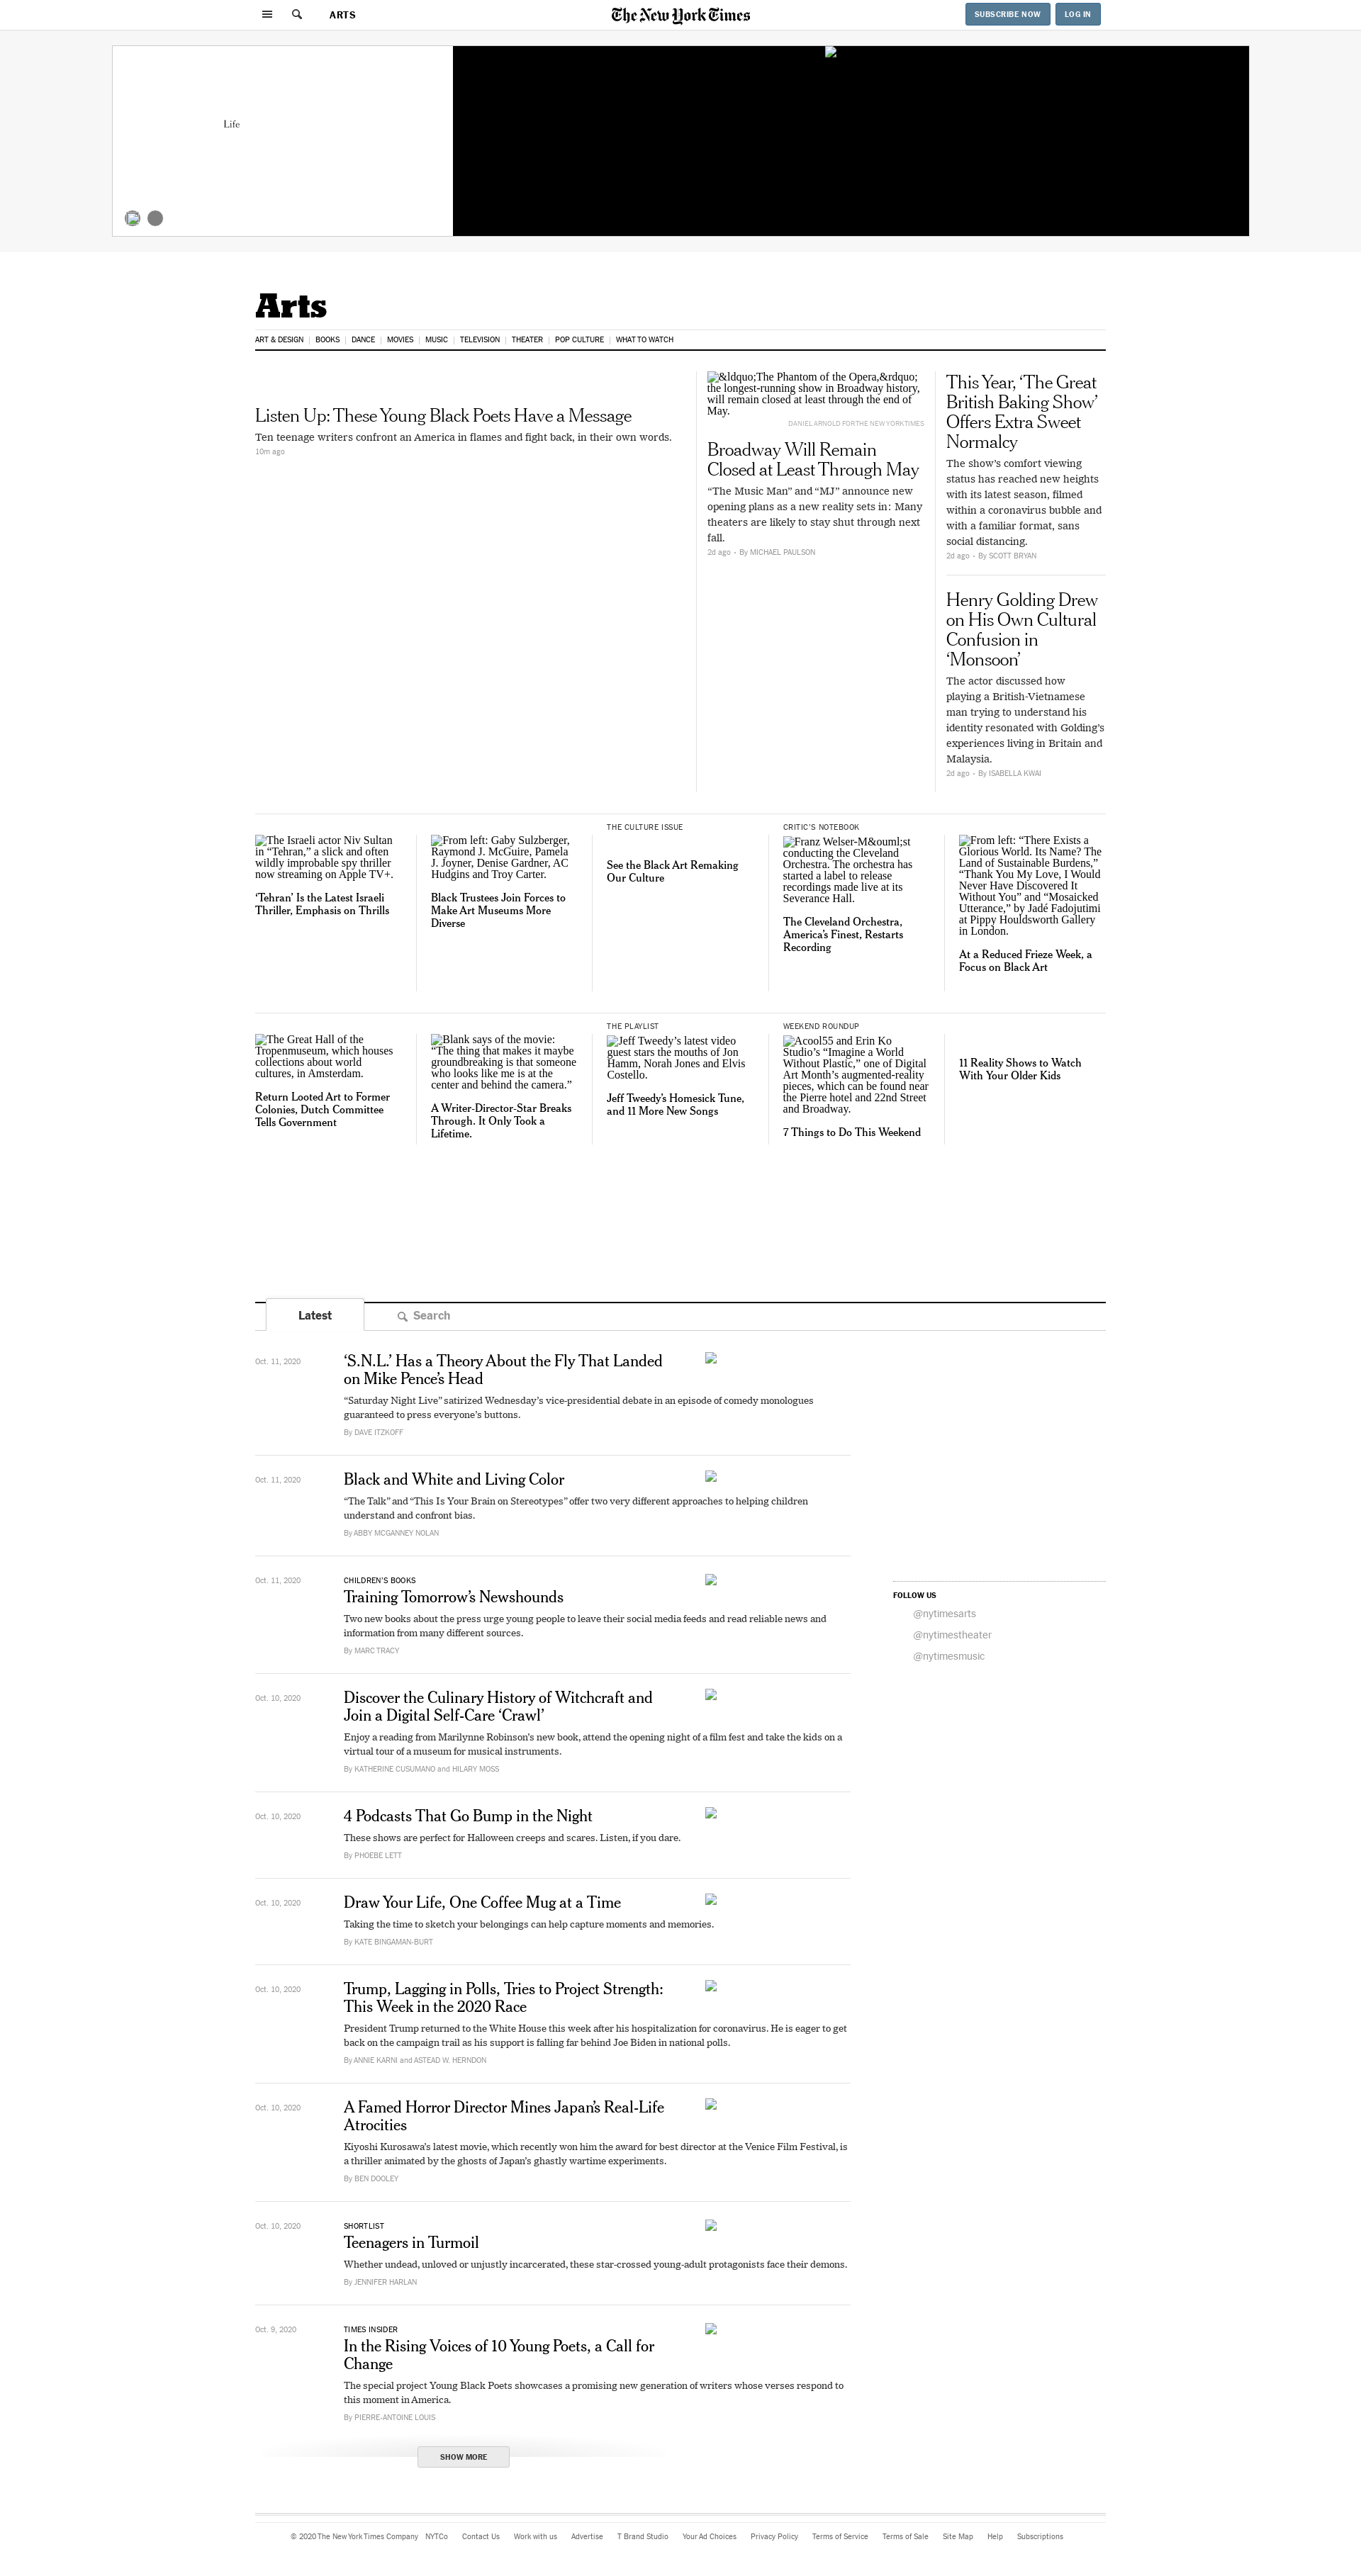 ARTS
The New York Times
SUBSCRIBE NOW
LOG IN
Life
Arts
ART & DESIGN
BOOKS
DANCE
MOVIES
MUSIC
TELEVISION
THEATER
POP CULTURE
WHAT TO WATCH
Listen Up: These Young Black Poets Have a Message
Ten teenage writers confront an America in flames and fight back, in their own words.
10m ago
&ldquo;The Phantom of the Opera,&rdquo;
the longest-running show in Broadway history,
will remain closed at least through the end of
May.
DANIEL ARNOLD FOR THE NEW YORK TIMES
Broadway Will Remain
Closed at Least Through May
“The Music Man” and “MJ” announce new
opening plans as a new reality sets in: Many
theaters are likely to stay shut through next
fall.
2d ago • By MICHAEL PAULSON
This Year, ‘The Great
British Baking Show’
Offers Extra Sweet
Normalcy
The show’s comfort viewing
status has reached new heights
with its latest season, filmed
within a coronavirus bubble and
with a familiar format, sans
social distancing.
2d ago • By SCOTT BRYAN
Henry Golding Drew
on His Own Cultural
Confusion in
‘Monsoon’
The actor discussed how
playing a British-Vietnamese
man trying to understand his
identity resonated with Golding’s
experiences living in Britain and
Malaysia.
2d ago • By ISABELLA KWAI
The Israeli actor Niv Sultan
in “Tehran,” a slick and often
wildly improbable spy thriller
now streaming on Apple TV+.
‘Tehran’ Is the Latest Israeli
Thriller, Emphasis on Thrills
From left: Gaby Sulzberger,
Raymond J. McGuire, Pamela
J. Joyner, Denise Gardner, AC
Hudgins and Troy Carter.
Black Trustees Join Forces to
Make Art Museums More
Diverse
THE CULTURE ISSUE
See the Black Art Remaking
Our Culture
CRITIC’S NOTEBOOK
Franz Welser-M&ouml;st
conducting the Cleveland
Orchestra. The orchestra has
started a label to release
recordings made live at its
Severance Hall.
The Cleveland Orchestra,
America’s Finest, Restarts
Recording
From left: “There Exists a
Glorious World. Its Name? The
Land of Sustainable Burdens,”
“Thank You My Love, I Would
Never Have Discovered It
Without You” and “Mosaicked
Utterance,” by Jadé Fadojutimi
at Pippy Houldsworth Gallery
in London.
At a Reduced Frieze Week, a
Focus on Black Art
The Great Hall of the
Tropenmuseum, which houses
collections about world
cultures, in Amsterdam.
Return Looted Art to Former
Colonies, Dutch Committee
Tells Government
Blank says of the movie:
“The thing that makes it maybe
groundbreaking is that someone
who looks like me is at the
center and behind the camera.”
A Writer-Director-Star Breaks
Through. It Only Took a
Lifetime.
THE PLAYLIST
Jeff Tweedy’s latest video
guest stars the mouths of Jon
Hamm, Norah Jones and Elvis
Costello.
Jeff Tweedy’s Homesick Tune,
and 11 More New Songs
WEEKEND ROUNDUP
Acool55 and Erin Ko
Studio’s “Imagine a World
Without Plastic,” one of Digital
Art Month’s augmented-reality
pieces, which can be found near
the Pierre hotel and 22nd Street
and Broadway.
7 Things to Do This Weekend
11 Reality Shows to Watch
With Your Older Kids
Latest
Search
Oct. 11, 2020
‘S.N.L.’ Has a Theory About the Fly That Landed
on Mike Pence’s Head
“Saturday Night Live” satirized Wednesday’s vice-presidential debate in an episode of comedy monologues
guaranteed to press everyone’s buttons.
By DAVE ITZKOFF
Oct. 11, 2020
Black and White and Living Color
“The Talk” and “This Is Your Brain on Stereotypes” offer two very different approaches to helping children
understand and confront bias.
By ABBY MCGANNEY NOLAN
Oct. 11, 2020
CHILDREN’S BOOKS
Training Tomorrow’s Newshounds
Two new books about the press urge young people to leave their social media feeds and read reliable news and
information from many different sources.
By MARC TRACY
FOLLOW US
@nytimesarts
@nytimestheater
@nytimesmusic
Oct. 10, 2020
Discover the Culinary History of Witchcraft and
Join a Digital Self-Care ‘Crawl’
Enjoy a reading from Marilynne Robinson’s new book, attend the opening night of a film fest and take the kids on a
virtual tour of a museum for musical instruments.
By KATHERINE CUSUMANO and HILARY MOSS
Oct. 10, 2020
4 Podcasts That Go Bump in the Night
These shows are perfect for Halloween creeps and scares. Listen, if you dare.
By PHOEBE LETT
Oct. 10, 2020
Draw Your Life, One Coffee Mug at a Time
Taking the time to sketch your belongings can help capture moments and memories.
By KATE BINGAMAN-BURT
Oct. 10, 2020
Trump, Lagging in Polls, Tries to Project Strength:
This Week in the 2020 Race
President Trump returned to the White House this week after his hospitalization for coronavirus. He is eager to get
back on the campaign trail as his support is falling far behind Joe Biden in national polls.
By ANNIE KARNI and ASTEAD W. HERNDON
Oct. 10, 2020
A Famed Horror Director Mines Japan’s Real-Life
Atrocities
Kiyoshi Kurosawa’s latest movie, which recently won him the award for best director at the Venice Film Festival, is
a thriller animated by the ghosts of Japan’s ghastly wartime experiments.
By BEN DOOLEY
Oct. 10, 2020
SHORTLIST
Teenagers in Turmoil
Whether undead, unloved or unjustly incarcerated, these star-crossed young-adult protagonists face their demons.
By JENNIFER HARLAN
Oct. 9, 2020
TIMES INSIDER
In the Rising Voices of 10 Young Poets, a Call for
Change
The special project Young Black Poets showcases a promising new generation of writers whose verses respond to
this moment in America.
By PIERRE-ANTOINE LOUIS
SHOW MORE
© 2020 The New York Times Company NYTCo Contact Us Work with us Advertise T Brand Studio Your Ad Choices Privacy Policy Terms of Service Terms of Sale Site Map Help Subscriptions